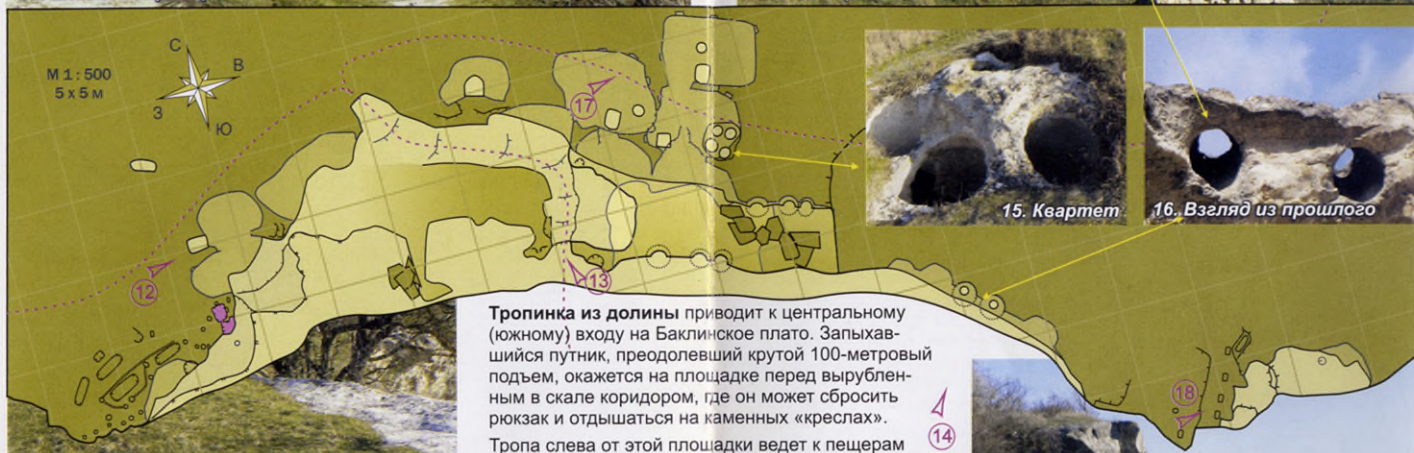 М 1 : 500
5 x 5 м
С
В
З
Ю
17
12
13
15. Квартет
16. Взгляд из прошлого
Тропинка из долины приводит к центральному
(южному) входу на Баклинское плато. Запыхав-
шийся путник, преодолевший крутой 100-метровый
подъем, окажется на площадке перед вырублен-
ным в скале коридором, где он может сбросить
рюкзак и отдышаться на каменных «креслах».
Тропа слева от этой площадки ведет к пещерам
14
18